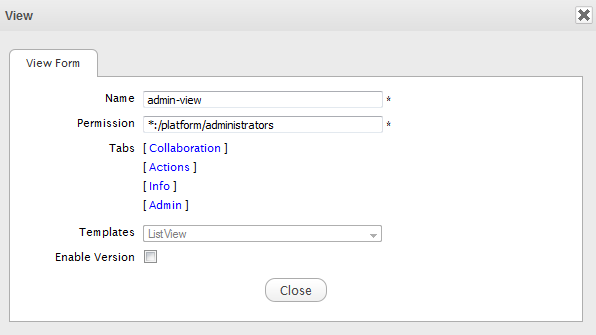 View
View Form
Name admin-view *
Permission *:/platform/administrators *
Tabs [ Collaboration ]
[ Actions ]
[ Info ]
[ Admin ]
Templates ListView
Enable Version
Close